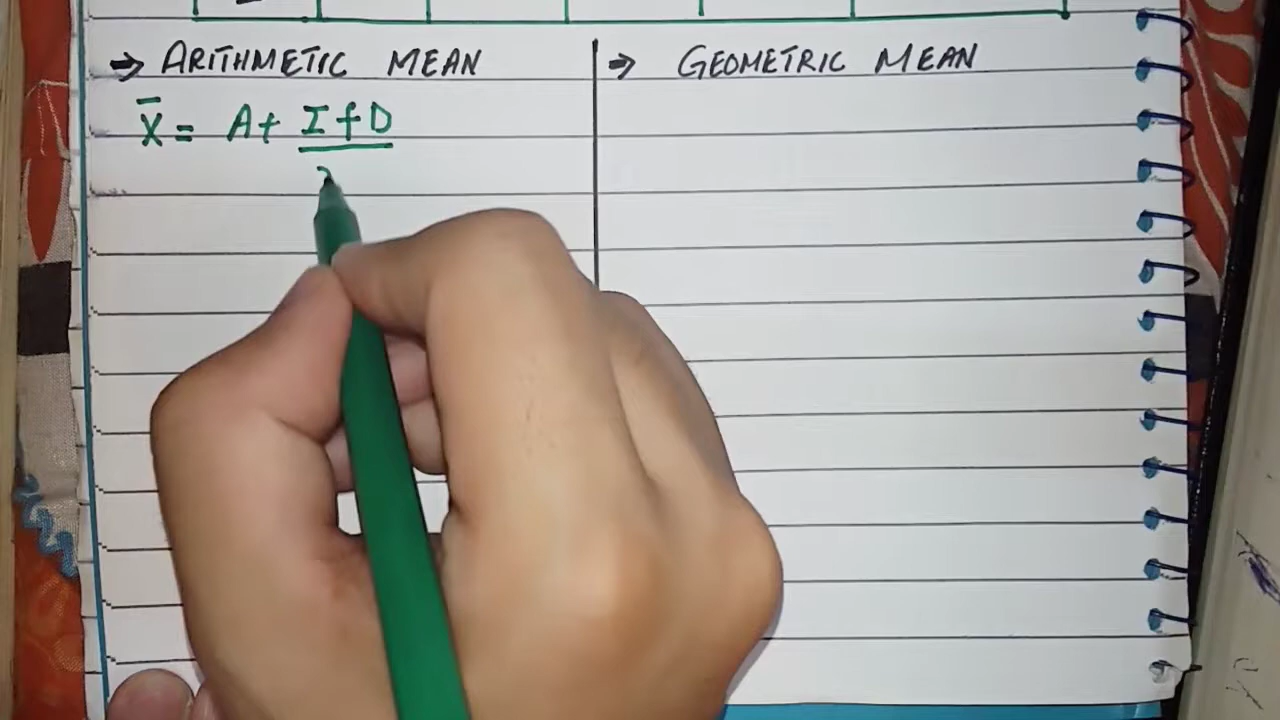 → ARITHMETIC MEAN
X̄ = A + ΣfD
→ GEOMETRIC MEAN